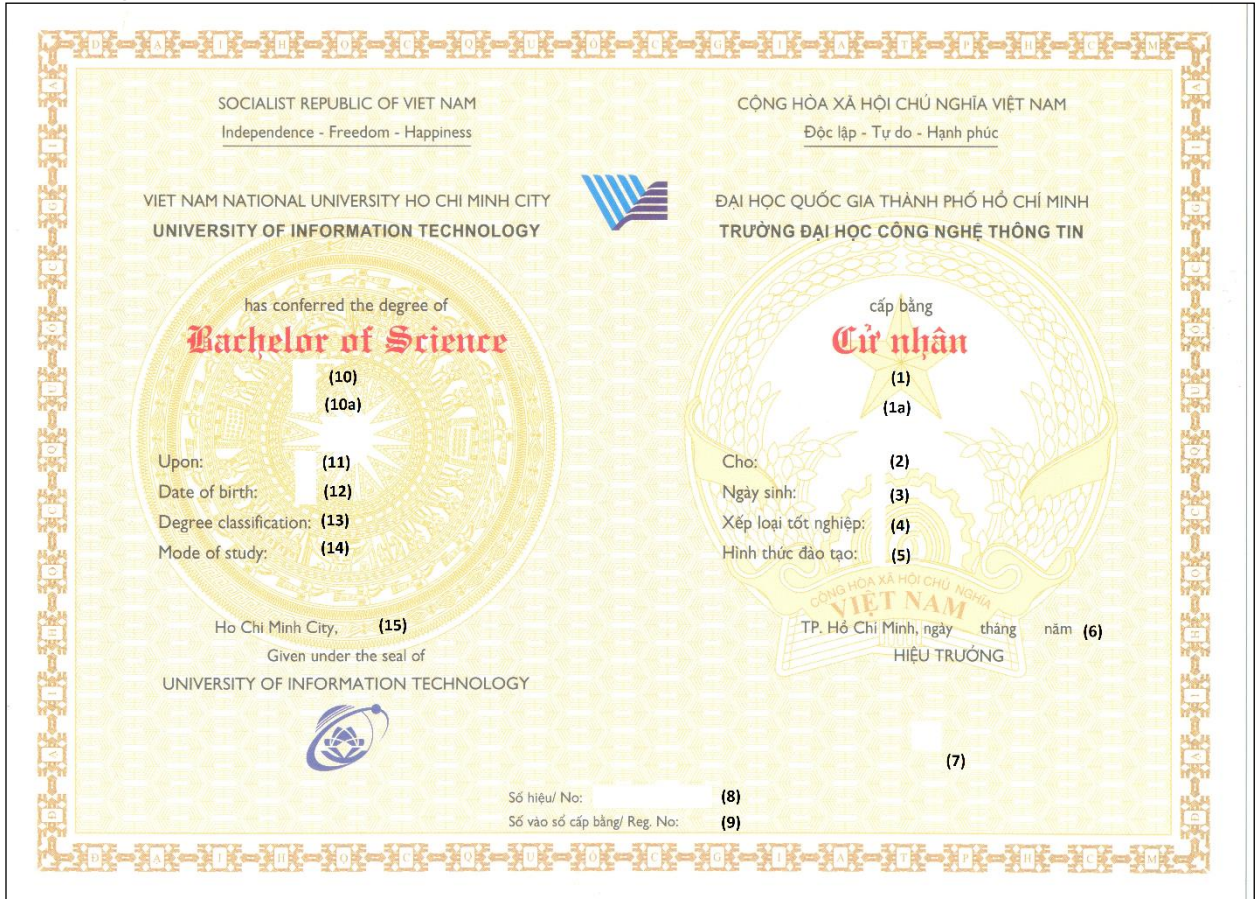 Đ A I H O C Q U Ô C G I A T P H C M
SOCIALIST REPUBLIC OF VIET NAM
Independence - Freedom - Happiness
VIET NAM NATIONAL UNIVERSITY HO CHI MINH CITY
UNIVERSITY OF INFORMATION TECHNOLOGY
has conferred the degree of
Bachelor of Science
(10)
(10a)
Upon: (11)
Date of birth: (12)
Degree classification: (13)
Mode of study: (14)
Ho Chi Minh City, (15)
Given under the seal of
UNIVERSITY OF INFORMATION TECHNOLOGY
CỘNG HÒA XÃ HỘI CHỦ NGHĨA VIỆT NAM
Độc lập - Tự do - Hạnh phúc
ĐẠI HỌC QUỐC GIA THÀNH PHỐ HỒ CHÍ MINH
TRƯỜNG ĐẠI HỌC CÔNG NGHỆ THÔNG TIN
cấp bằng
Cử nhân
(1)
(1a)
Cho: (2)
Ngày sinh: (3)
Xếp loại tốt nghiệp: (4)
Hình thức đào tạo: (5)
CỘNG HÒA XÃ HỘI CHỦ NGHĨA
VIỆT NAM
TP. Hồ Chí Minh, ngày tháng năm (6)
HIỆU TRƯỞNG
(7)
Số hiệu/ No: (8)
Số vào sổ cấp bằng/ Reg. No: (9)
Đ A I H O C Q U Ô C G I A T P H C M